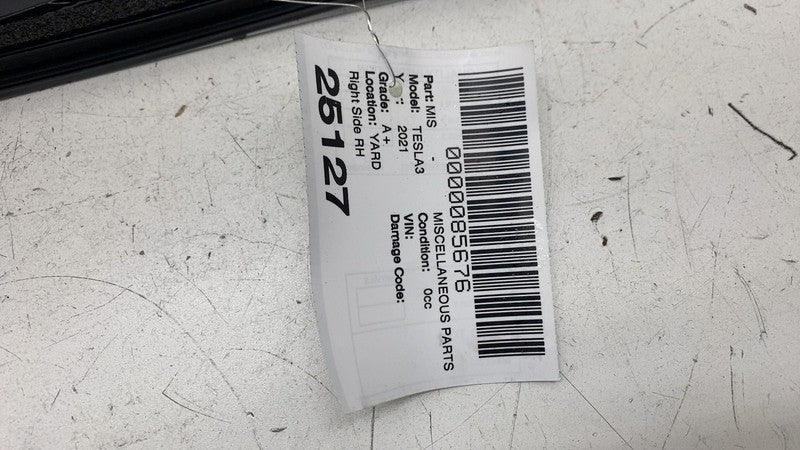 0000085676
Part: MIS - MISCELLANEOUS PARTS
Model: TESLA3 Condition: 0cc
2021 VIN:
Grade: A+ Damage Code:
Location: YARD
Right Side RH
25127